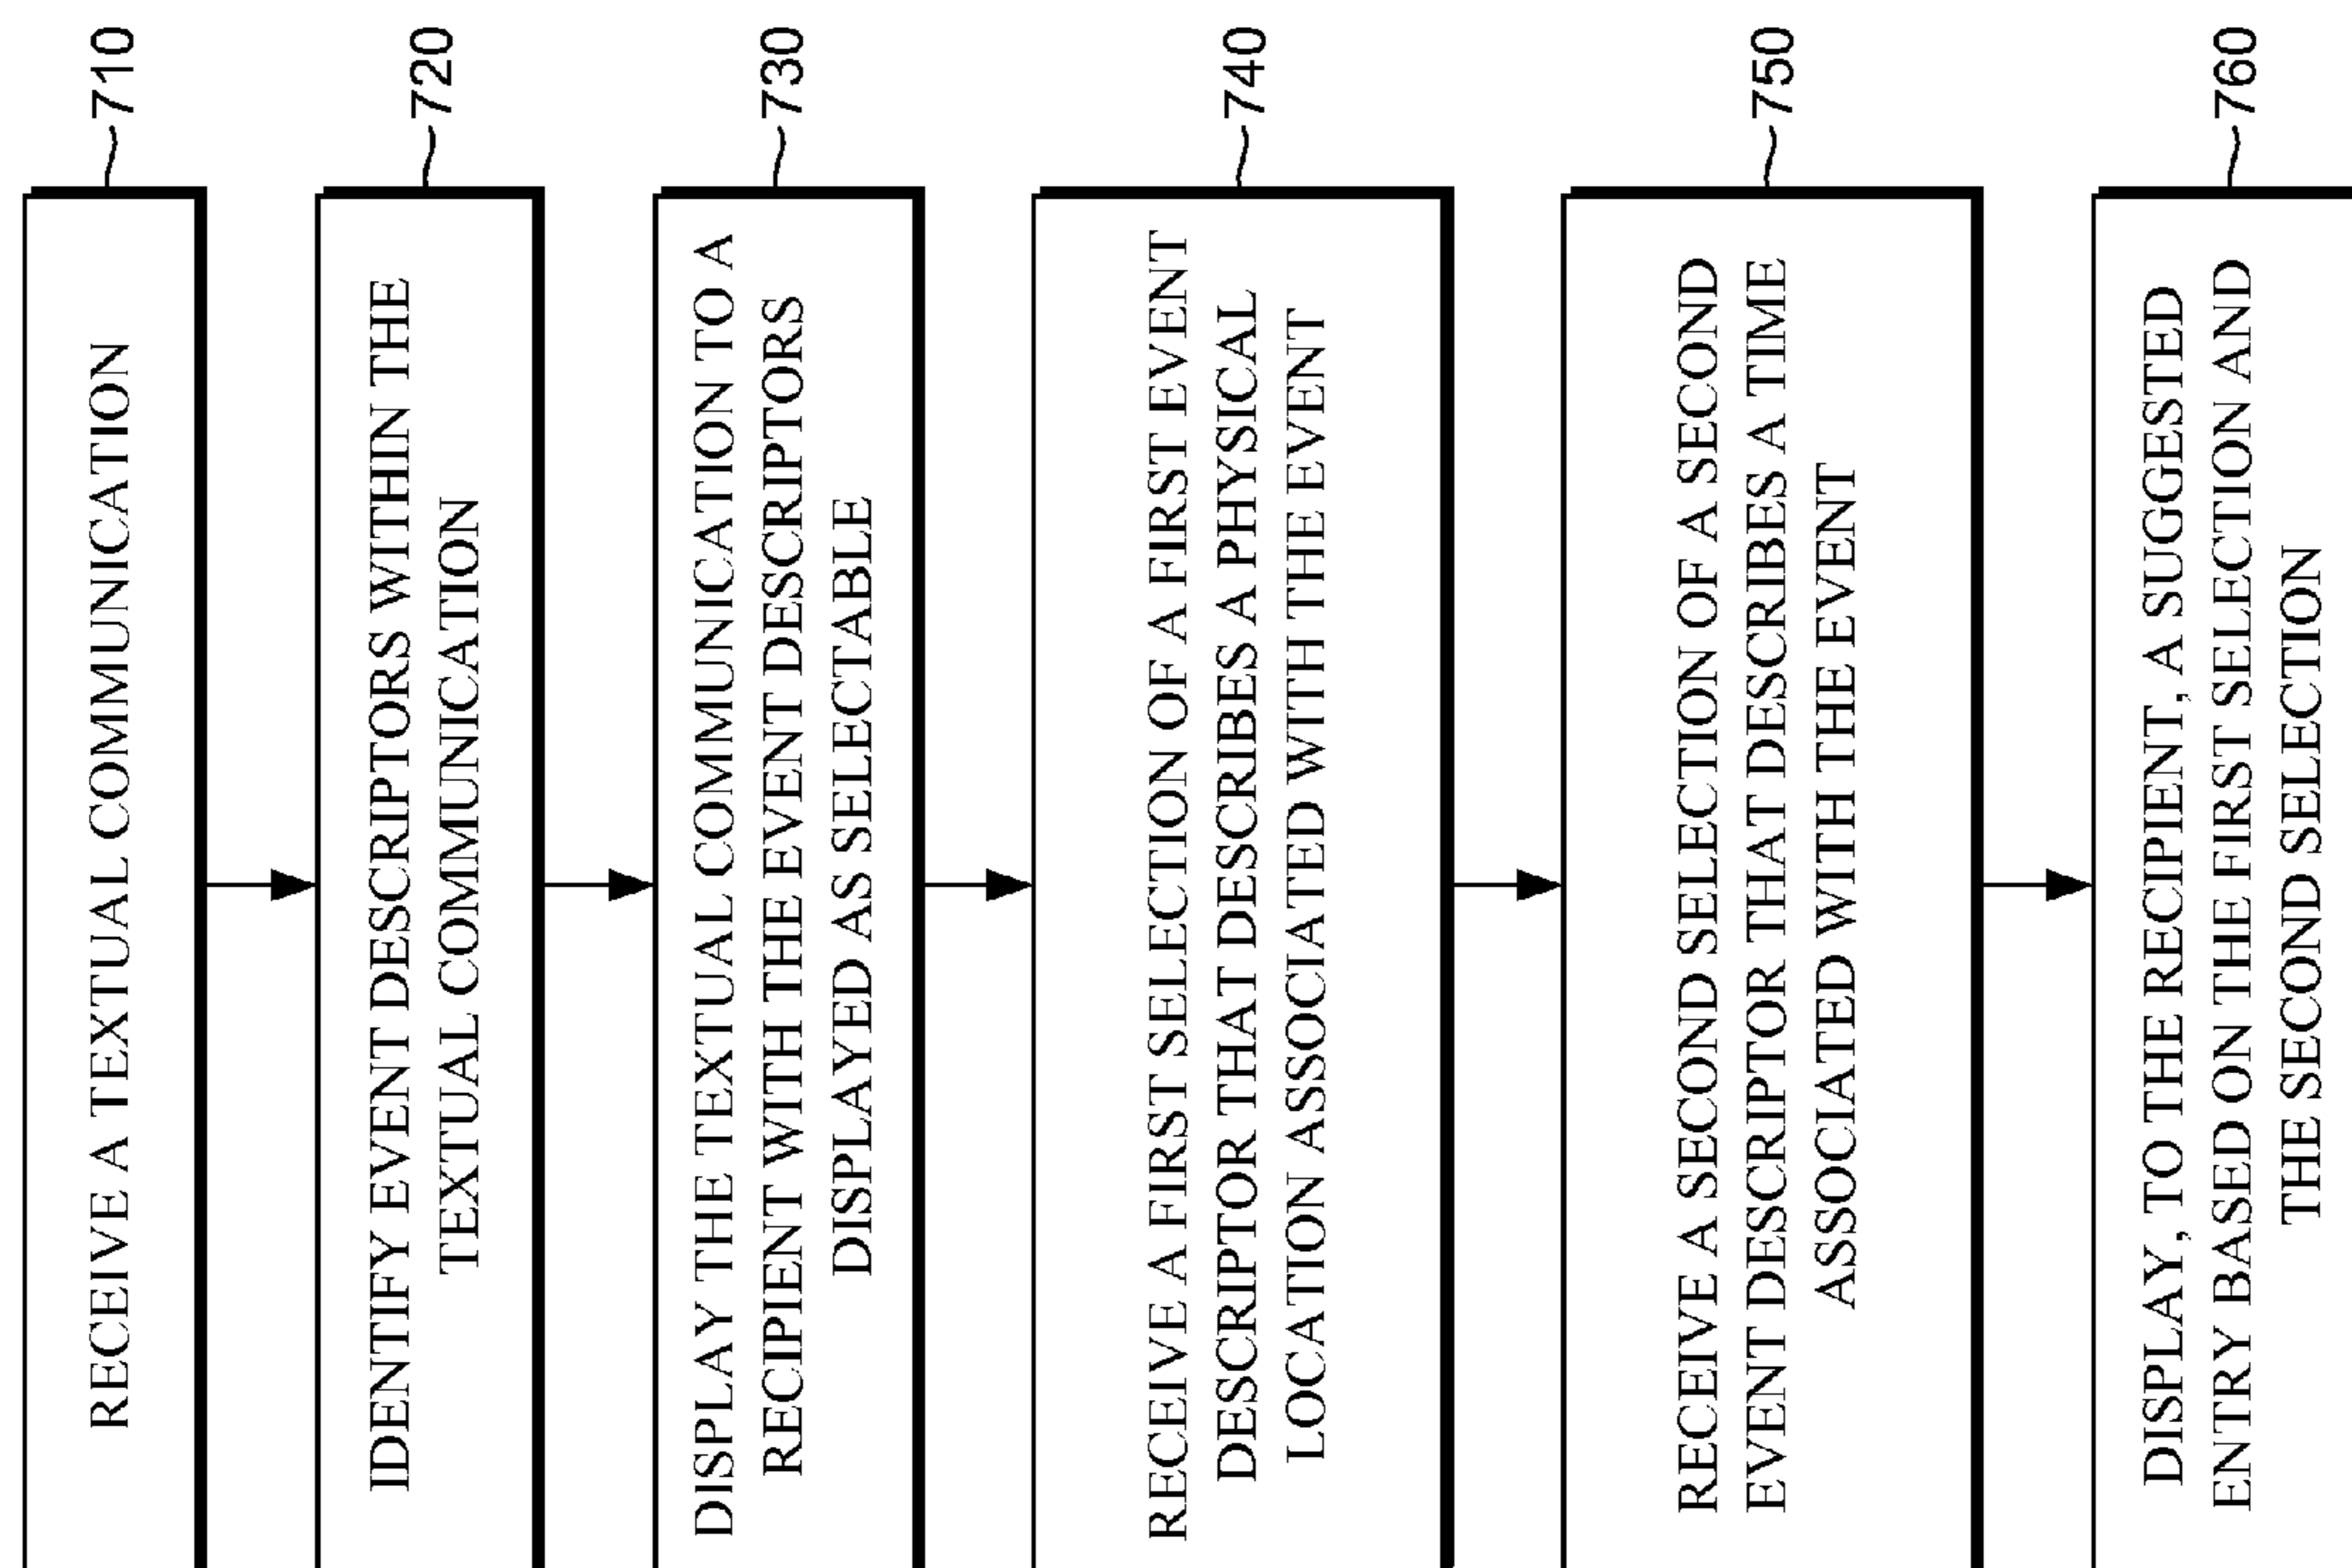 RECEIVE A TEXTUAL COMMUNICATION
710
IDENTIFY EVENT DESCRIPTORS WITHIN THE
TEXTUAL COMMUNICATION
720
DISPLAY THE TEXTUAL COMMUNICATION TO A
RECIPIENT WITH THE EVENT DESCRIPTORS
DISPLAYED AS SELECTABLE
730
RECEIVE A FIRST SELECTION OF A FIRST EVENT
DESCRIPTOR THAT DESCRIBES A PHYSICAL
LOCATION ASSOCIATED WITH THE EVENT
740
RECEIVE A SECOND SELECTION OF A SECOND
EVENT DESCRIPTOR THAT DESCRIBES A TIME
ASSOCIATED WITH THE EVENT
750
DISPLAY, TO THE RECIPIENT, A SUGGESTED
ENTRY BASED ON THE FIRST SELECTION AND
THE SECOND SELECTION
760